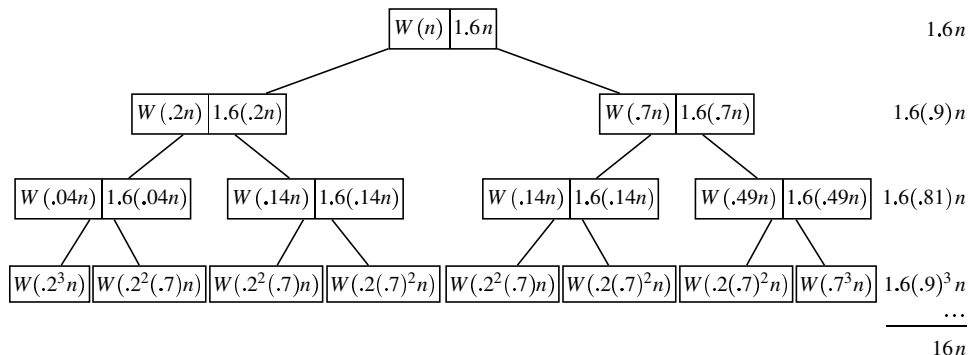 W(n) 1.6n 1.6n
W(.2n) 1.6(.2n) W(.7n) 1.6(.7n) 1.6(.9)n
W(.04n) 1.6(.04n) W(.14n) 1.6(.14n) W(.14n) 1.6(.14n) W(.49n) 1.6(.49n) 1.6(.81)n
W(.2³n) W(.2²(.7)n) W(.2²(.7)n) W(.2(.7)²n) W(.2²(.7)n) W(.2(.7)²n) W(.2(.7)²n) W(.7³n) 1.6(.9)³n
...
16n